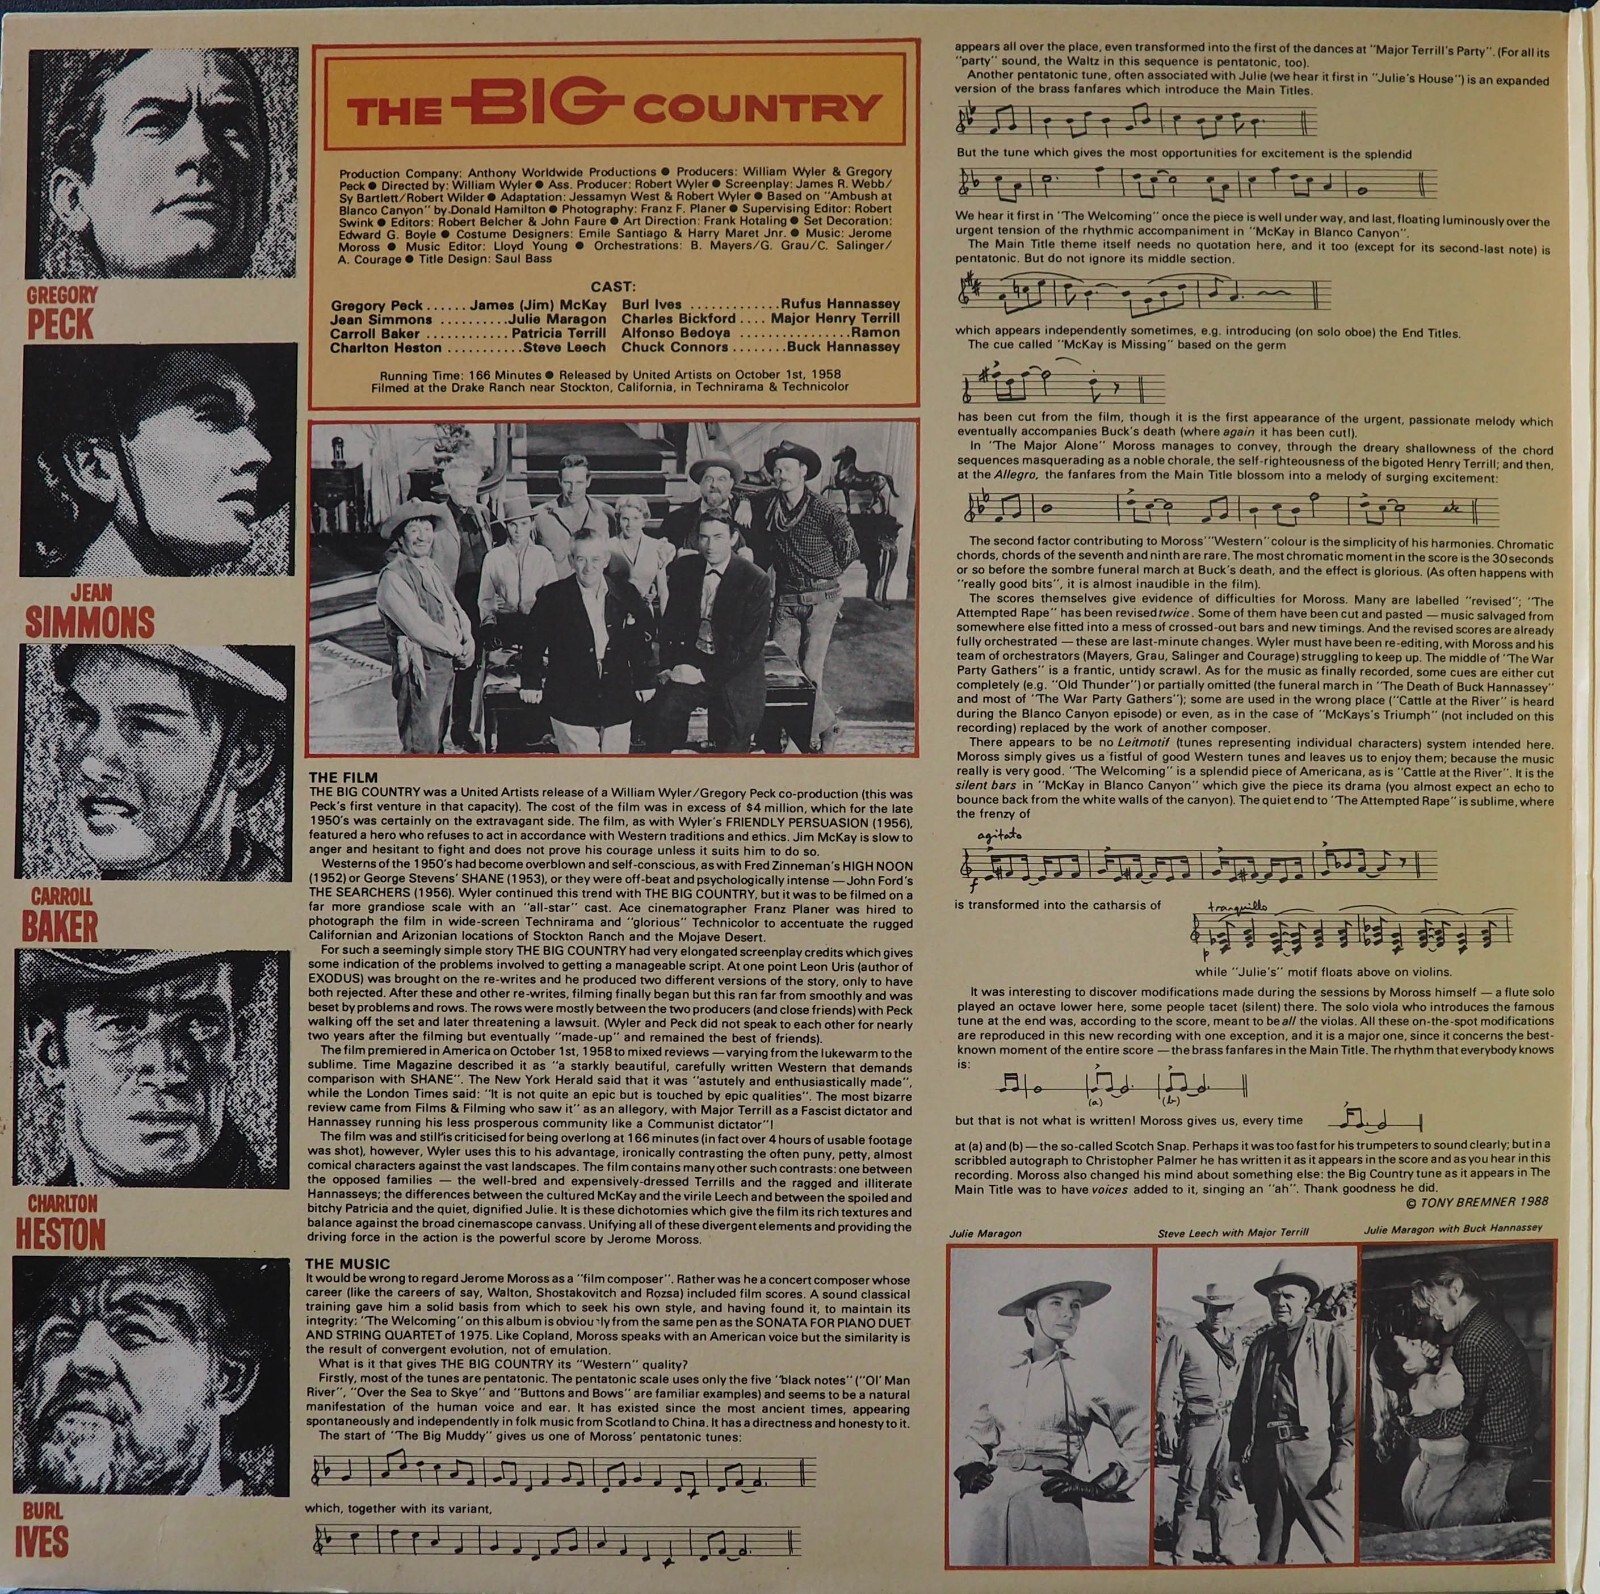 GREGORY
PECK
JEAN
SIMMONS
CARROLL
BAKER
CHARLTON
HESTON
BURL
IVES
THE BIG COUNTRY
Production Company: Anthony Worldwide Productions ● Producers: William Wyler & Gregory
Peck ● Directed by: William Wyler ● Ass. Producer: Robert Wyler ● Screenplay: James R. Webb/
Sy Bartlett/Robert Wilder ● Adaptation: Jessamyn West & Robert Wyler ● Based on "Ambush at
Blanco Canyon" by Donald Hamilton ● Photography: Franz F. Planer ● Supervising Editor: Robert
Swink ● Editors: Robert Belcher & John Faure ● Art Direction: Frank Hotaling ● Set Decoration:
Edward G. Boyle ● Costume Designers: Emile Santiago & Harry Maret Jnr. ● Music: Jerome
Moross ● Music Editor: Lloyd Young ● Orchestrations: B. Mayers/G. Grau/C. Salinger/
A. Courage ● Title Design: Saul Bass
CAST:
Gregory Peck ...... James (Jim) McKay Burl Ives ............. Rufus Hannassey
Jean Simmons .......... Julie Maragon Charles Bickford .... Major Henry Terrill
Carroll Baker ............ Patricia Terrill Alfonso Bedoya ................ Ramon
Charlton Heston ........... Steve Leech Chuck Connors ........ Buck Hannassey
Running Time: 166 Minutes ● Released by United Artists on October 1st, 1958
Filmed at the Drake Ranch near Stockton, California, in Technirama & Technicolor
THE FILM
THE BIG COUNTRY was a United Artists release of a William Wyler/Gregory Peck co-production (this was
Peck's first venture in that capacity). The cost of the film was in excess of $4 million, which for the late
1950's was certainly on the extravagant side. The film, as with Wyler's FRIENDLY PERSUASION (1956),
featured a hero who refuses to act in accordance with Western traditions and ethics. Jim McKay is slow to
anger and hesitant to fight and does not prove his courage unless it suits him to do so.
Westerns of the 1950's had become overblown and self-conscious, as with Fred Zinneman's HIGH NOON
(1952) or George Stevens' SHANE (1953), or they were off-beat and psychologically intense — John Ford's
THE SEARCHERS (1956). Wyler continued this trend with THE BIG COUNTRY, but it was to be filmed on a
far more grandiose scale with an "all-star" cast. Ace cinematographer Franz Planer was hired to
photograph the film in wide-screen Technirama and "glorious" Technicolor to accentuate the rugged
Californian and Arizonian locations of Stockton Ranch and the Mojave Desert.
For such a seemingly simple story THE BIG COUNTRY had very elongated screenplay credits which gives
some indication of the problems involved to getting a manageable script. At one point Leon Uris (author of
EXODUS) was brought on the re-writes and he produced two different versions of the story, only to have
both rejected. After these and other re-writes, filming finally began but this ran far from smoothly and was
beset by problems and rows. The rows were mostly between the two producers (and close friends) with Peck
walking off the set and later threatening a lawsuit. (Wyler and Peck did not speak to each other for nearly
two years after the filming but eventually "made-up" and remained the best of friends).
The film premiered in America on October 1st, 1958 to mixed reviews — varying from the lukewarm to the
sublime. Time Magazine described it as "a starkly beautiful, carefully written Western that demands
comparison with SHANE". The New York Herald said that it was "astutely and enthusiastically made",
while the London Times said: "It is not quite an epic but is touched by epic qualities". The most bizarre
review came from Films & Filming who saw it" as an allegory, with Major Terrill as a Fascist dictator and
Hannassey running his less prosperous community like a Communist dictator"!
The film was and still is criticised for being overlong at 166 minutes (in fact over 4 hours of usable footage
was shot), however, Wyler uses this to his advantage, ironically contrasting the often puny, petty, almost
comical characters against the vast landscapes. The film contains many other such contrasts: one between
the opposed families — the well-bred and expensively-dressed Terrills and the ragged and illiterate
Hannasseys; the differences between the cultured McKay and the virile Leech and between the spoiled and
bitchy Patricia and the quiet, dignified Julie. It is these dichotomies which give the film its rich textures and
balance against the broad cinemascope canvass. Unifying all of these divergent elements and providing the
driving force in the action is the powerful score by Jerome Moross.
THE MUSIC
It would be wrong to regard Jerome Moross as a "film composer". Rather was he a concert composer whose
career (like the careers of say, Walton, Shostakovitch and Rozsa) included film scores. A sound classical
training gave him a solid basis from which to seek his own style, and having found it, to maintain its
integrity: "The Welcoming" on this album is obviously from the same pen as the SONATA FOR PIANO DUET
AND STRING QUARTET of 1975. Like Copland, Moross speaks with an American voice but the similarity is
the result of convergent evolution, not of emulation.
What is it that gives THE BIG COUNTRY its "Western" quality?
Firstly, most of the tunes are pentatonic. The pentatonic scale uses only the five "black notes" ("Ol' Man
River", "Over the Sea to Skye" and "Buttons and Bows" are familiar examples) and seems to be a natural
manifestation of the human voice and ear. It has existed since the most ancient times, appearing
spontaneously and independently in folk music from Scotland to China. It has a directness and honesty to it.
The start of "The Big Muddy" gives us one of Moross' pentatonic tunes:
which, together with its variant,
appears all over the place, even transformed into the first of the dances at "Major Terrill's Party". (For all its
"party" sound, the Waltz in this sequence is pentatonic, too).
Another pentatonic tune, often associated with Julie (we hear it first in "Julie's House") is an expanded
version of the brass fanfares which introduce the Main Titles.
But the tune which gives the most opportunities for excitement is the splendid
We hear it first in "The Welcoming" once the piece is well under way, and last, floating luminously over the
urgent tension of the rhythmic accompaniment in "McKay in Blanco Canyon".
The Main Title theme itself needs no quotation here, and it too (except for its second-last note) is
pentatonic. But do not ignore its middle section.
which appears independently sometimes, e.g. introducing (on solo oboe) the End Titles.
The cue called "McKay is Missing" based on the germ
has been cut from the film, though it is the first appearance of the urgent, passionate melody which
eventually accompanies Buck's death (where again it has been cut!).
In "The Major Alone" Moross manages to convey, through the dreary shallowness of the chord
sequences masquerading as a noble chorale, the self-righteousness of the bigoted Henry Terrill; and then,
at the Allegro, the fanfares from the Main Title blossom into a melody of surging excitement:
etc
The second factor contributing to Moross' "Western" colour is the simplicity of his harmonies. Chromatic
chords, chords of the seventh and ninth are rare. The most chromatic moment in the score is the 30 seconds
or so before the sombre funeral march at Buck's death, and the effect is glorious. (As often happens with
"really good bits", it is almost inaudible in the film).
The scores themselves give evidence of difficulties for Moross. Many are labelled "revised"; "The
Attempted Rape" has been revised twice. Some of them have been cut and pasted — music salvaged from
somewhere else fitted into a mess of crossed-out bars and new timings. And the revised scores are already
fully orchestrated — these are last-minute changes. Wyler must have been re-editing, with Moross and his
team of orchestrators (Mayers, Grau, Salinger and Courage) struggling to keep up. The middle of "The War
Party Gathers" is a frantic, untidy scrawl. As for the music as finally recorded, some cues are either cut
completely (e.g. "Old Thunder") or partially omitted (the funeral march in "The Death of Buck Hannassey"
and most of "The War Party Gathers"); some are used in the wrong place ("Cattle at the River" is heard
during the Blanco Canyon episode) or even, as in the case of "McKays's Triumph" (not included on this
recording) replaced by the work of another composer.
There appears to be no Leitmotif (tunes representing individual characters) system intended here.
Moross simply gives us a fistful of good Western tunes and leaves us to enjoy them; because the music
really is very good. "The Welcoming" is a splendid piece of Americana, as is "Cattle at the River". It is the
silent bars in "McKay in Blanco Canyon" which give the piece its drama (you almost expect an echo to
bounce back from the white walls of the canyon). The quiet end to "The Attempted Rape" is sublime, where
the frenzy of
agitato
f
is transformed into the catharsis of
tranquillo
p
while "Julie's" motif floats above on violins.
It was interesting to discover modifications made during the sessions by Moross himself — a flute solo
played an octave lower here, some people tacet (silent) there. The solo viola who introduces the famous
tune at the end was, according to the score, meant to be all the violas. All these on-the-spot modifications
are reproduced in this new recording with one exception, and it is a major one, since it concerns the best-
known moment of the entire score — the brass fanfares in the Main Title. The rhythm that everybody knows
is:
(a) (b)
but that is not what is written! Moross gives us, every time
at (a) and (b) — the so-called Scotch Snap. Perhaps it was too fast for his trumpeters to sound clearly; but in a
scribbled autograph to Christopher Palmer he has written it as it appears in the score and as you hear in this
recording. Moross also changed his mind about something else: the Big Country tune as it appears in The
Main Title was to have voices added to it, singing an "ah". Thank goodness he did.
© TONY BREMNER 1988
Julie Maragon
Steve Leech with Major Terrill
Julie Maragon with Buck Hannassey